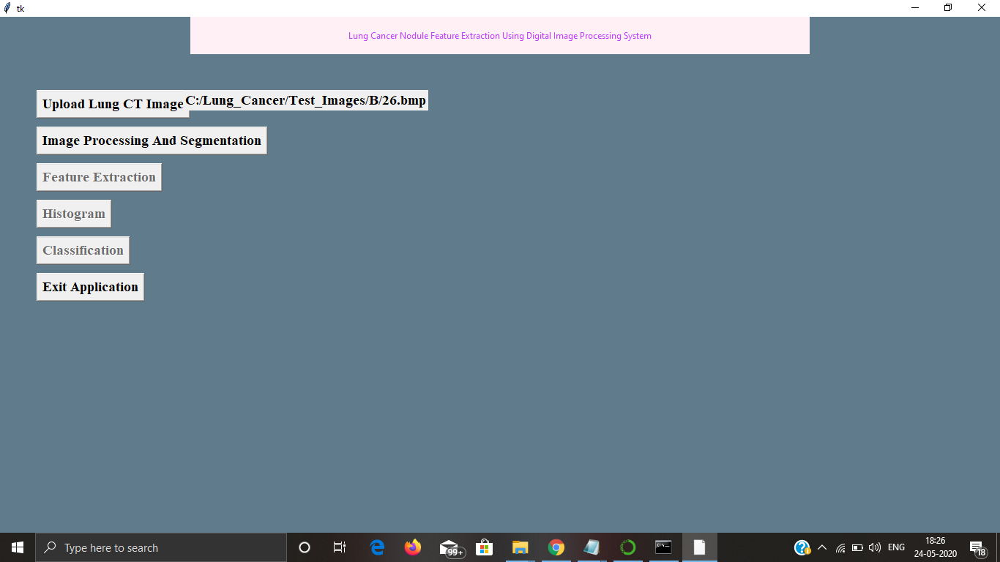 tk
Lung Cancer Nodule Feature Extraction Using Digital Image Processing System
Upload Lung CT Image
C:/Lung_Cancer/Test_Images/B/26.bmp
Image Processing And Segmentation
Feature Extraction
Histogram
Classification
Exit Application
Type here to search
99+
ENG
18:26
24-05-2020
18